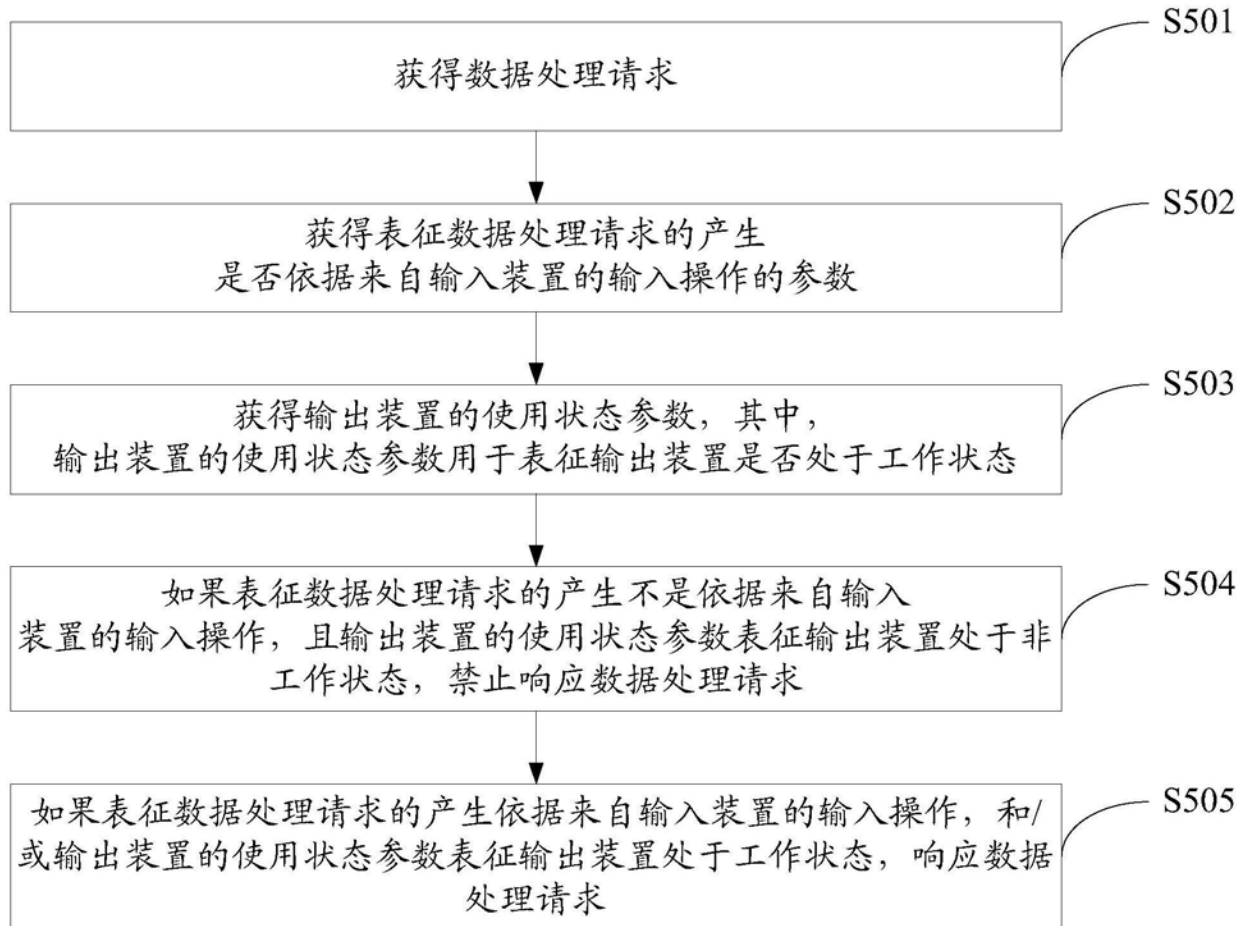 S501
获得数据处理请求
S502
获得表征数据处理请求的产生
是否依据来自输入装置的输入操作的参数
S503
获得输出装置的使用状态参数，其中，
输出装置的使用状态参数用于表征输出装置是否处于工作状态
S504
如果表征数据处理请求的产生不是依据来自输入
装置的输入操作，且输出装置的使用状态参数表征输出装置处于非
工作状态，禁止响应数据处理请求
S505
如果表征数据处理请求的产生依据来自输入装置的输入操作，和/
或输出装置的使用状态参数表征输出装置处于工作状态，响应数据
处理请求